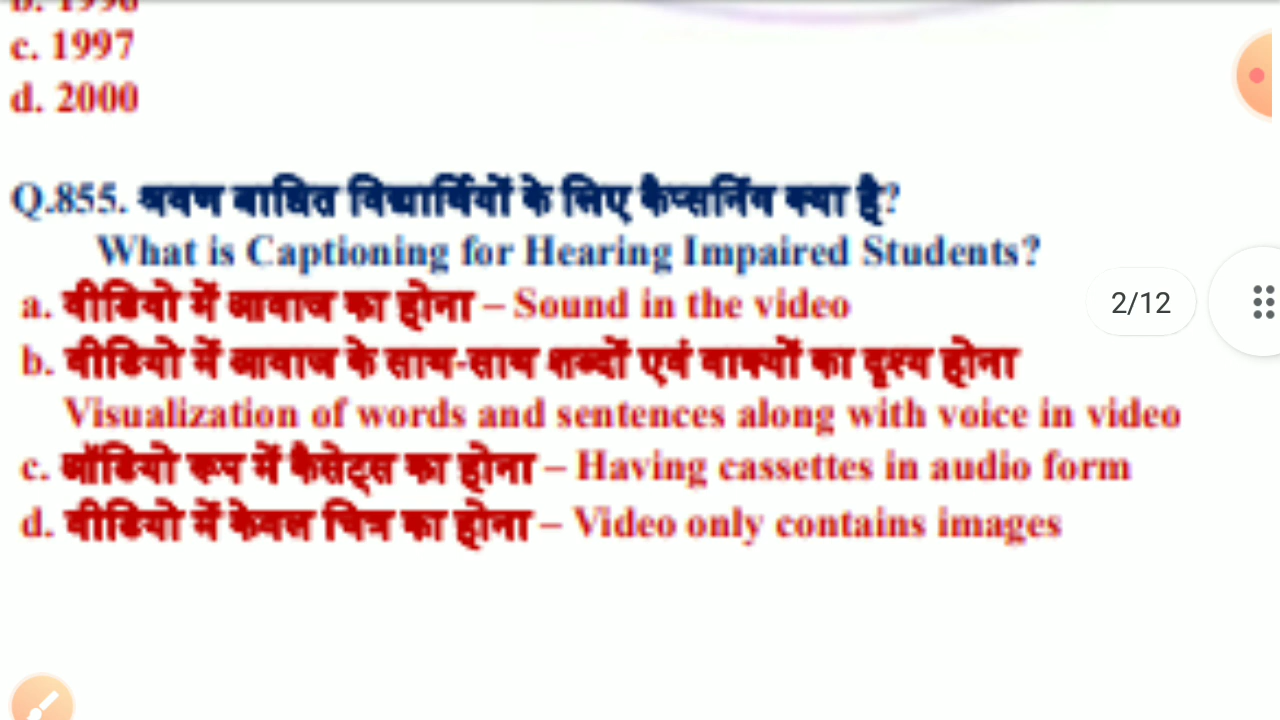 b. 1996
c. 1997
d. 2000
Q.855. श्रवण बाधित विद्यार्थियों के लिए कैप्सनिंग क्या है?
What is Captioning for Hearing Impaired Students?
a. वीडियो में आवाज का होना – Sound in the video
b. वीडियो में आवाज के साथ-साथ शब्दों एवं वाक्यों का दृश्य होना
Visualization of words and sentences along with voice in video
2/12
c. ऑडियो रूप में कैसेट्स का होना – Having cassettes in audio form
d. वीडियो में केवल चित्र का होना – Video only contains images